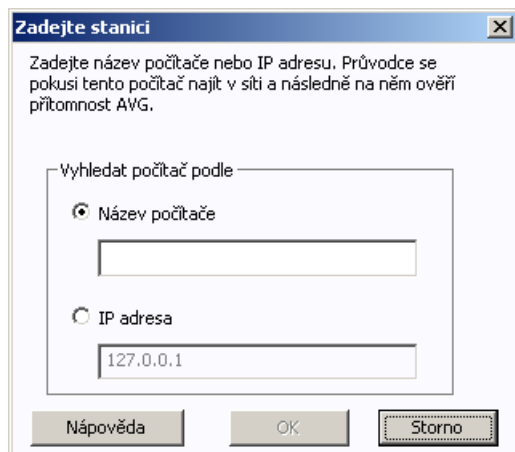 Zadejte stanici
Zadejte název počítače nebo IP adresu. Průvodce se
pokusi tento počítač najít v síti a následně na něm ověří
přítomnost AVG.
Vyhledat počítač podle
Název počítače
IP adresa
127.0.0.1
Nápověda OK Storno